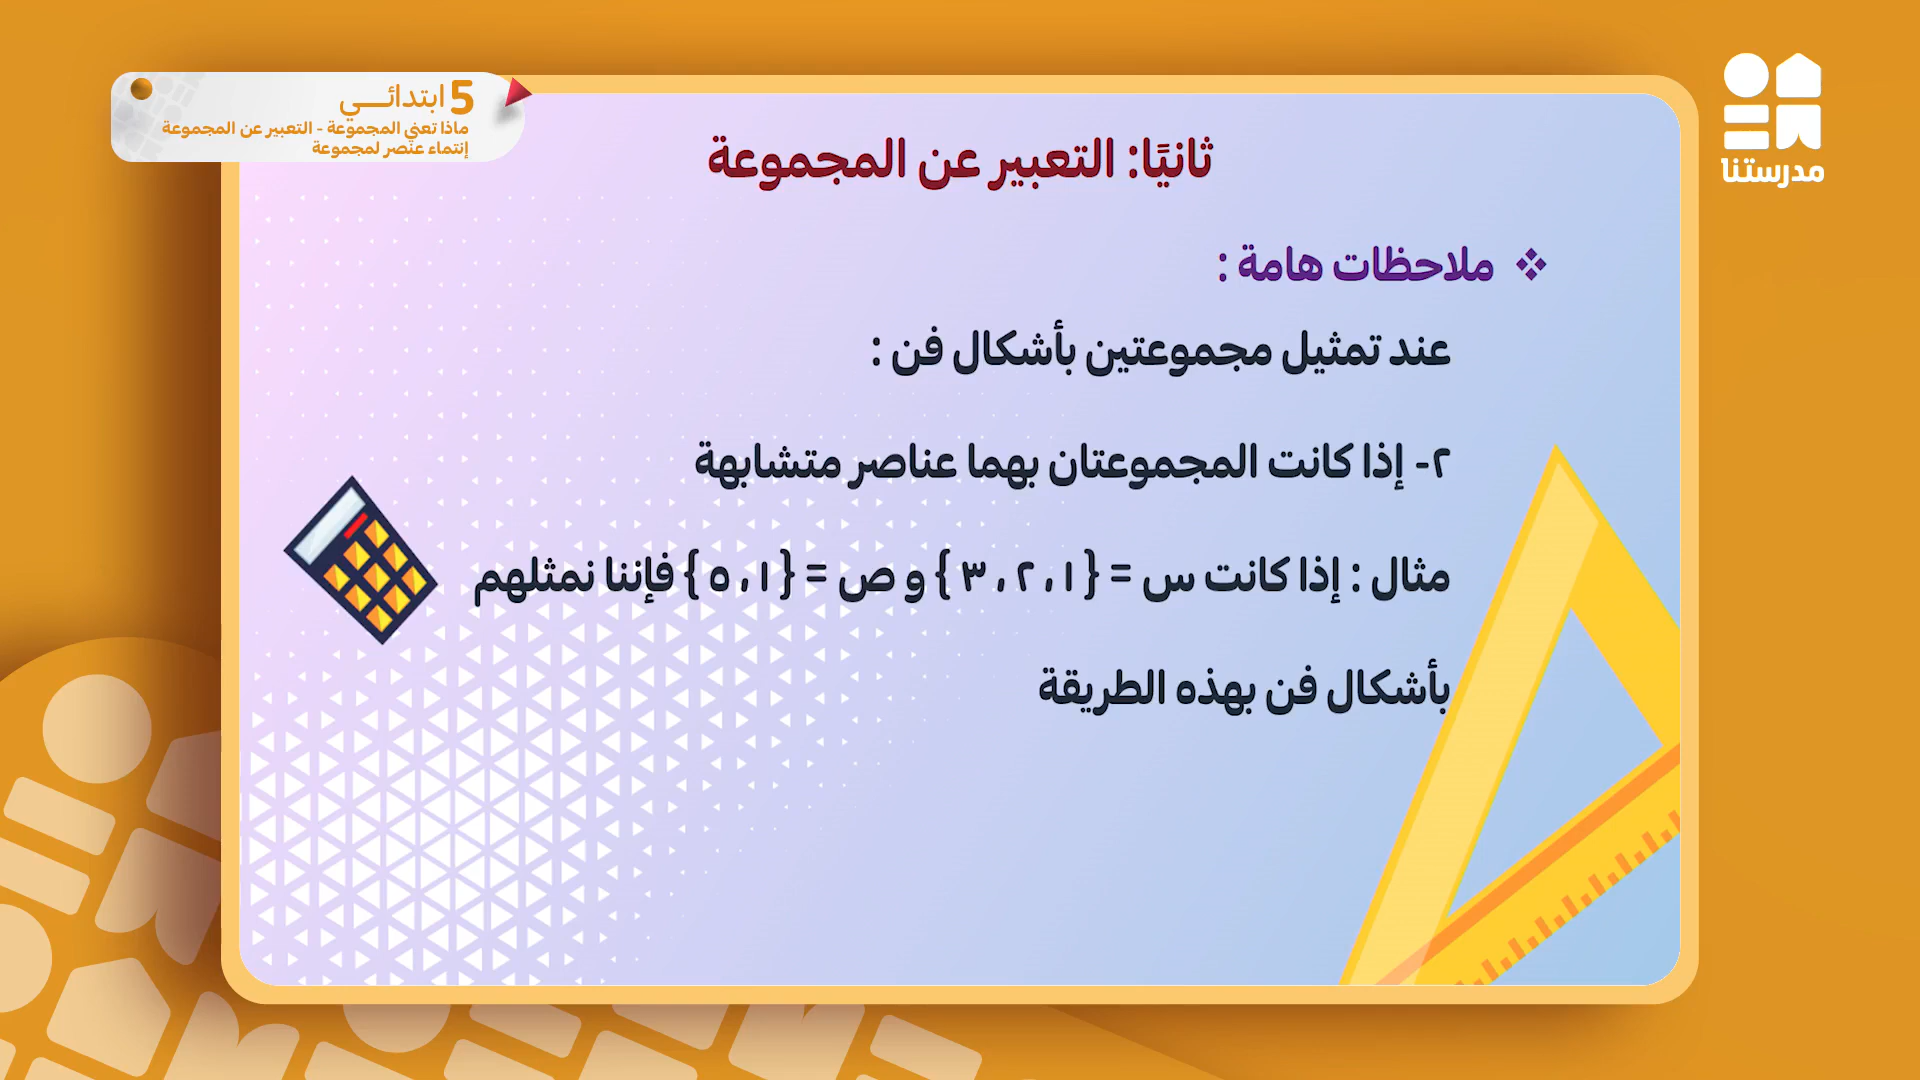 5 ابتدائـــي
ماذا تعني المجموعة - التعبير عن المجموعة
إنتماء عنصر لمجموعة
مدرستنا
ثانيًا: التعبير عن المجموعة
❖ ملاحظات هامة :
عند تمثيل مجموعتين بأشكال فن :
٢- إذا كانت المجموعتان بهما عناصر متشابهة
مثال : إذا كانت س = { ١ ، ٢ ، ٣ } و ص = { ١ ، ٥ } فإننا نمثلهم
بأشكال فن بهذه الطريقة